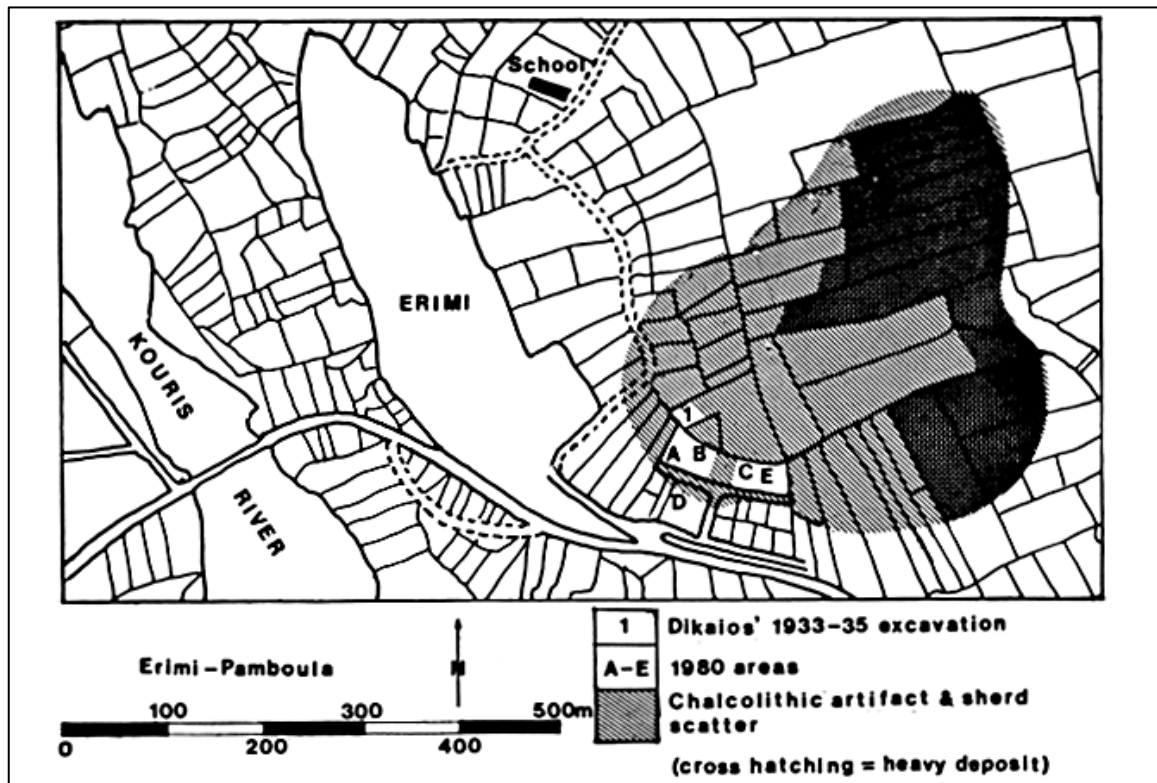 School
ERIMI
KOURIS
RIVER
1
A B
C E
D
1 Dikaios' 1933-35 excavation
A-E 1980 areas
Chalcolithic artifact & sherd
scatter
(cross hatching = heavy deposit)
Erimi-Pamboula
N
100 300 500m
0 200 400